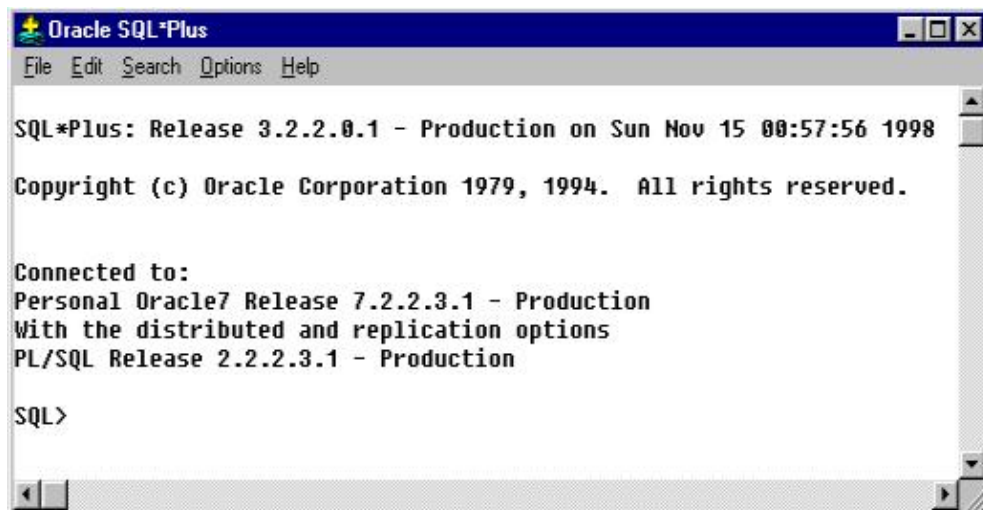 Oracle SQL*Plus
File Edit Search Options Help
SQL*Plus: Release 3.2.2.0.1 - Production on Sun Nov 15 00:57:56 1998
Copyright (c) Oracle Corporation 1979, 1994.  All rights reserved.
Connected to:
Personal Oracle7 Release 7.2.2.3.1 - Production
With the distributed and replication options
PL/SQL Release 2.2.2.3.1 - Production
SQL>